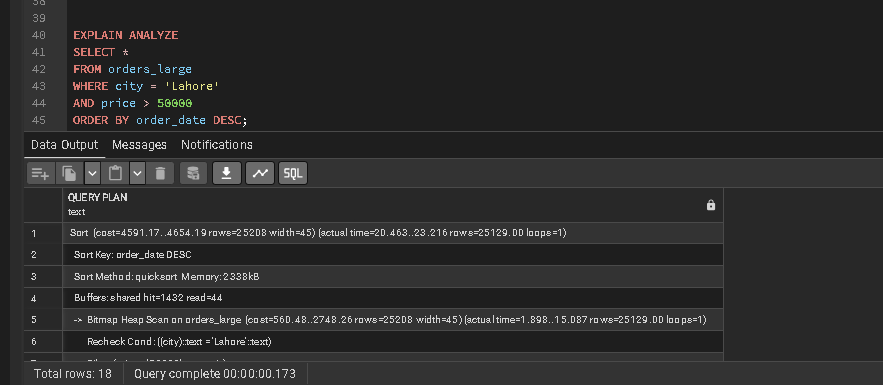 38
39
40 EXPLAIN ANALYZE
41 SELECT *
42 FROM orders_large
43 WHERE city = 'Lahore'
44 AND price > 50000
45 ORDER BY order_date DESC;
Data Output Messages Notifications
SQL
QUERY PLAN
text
1 Sort (cost=4591.17..4654.19 rows=25208 width=45) (actual time=20.463..23.216 rows=25129.00 loops=1)
2 Sort Key: order_date DESC
3 Sort Method: quicksort Memory: 2338kB
4 Buffers: shared hit=1432 read=44
5 -> Bitmap Heap Scan on orders_large (cost=560.48..2748.26 rows=25208 width=45) (actual time=1.898..15.087 rows=25129.00 loops=1)
6 Recheck Cond: ((city)::text = 'Lahore'::text)
Total rows: 18 Query complete 00:00:00.173